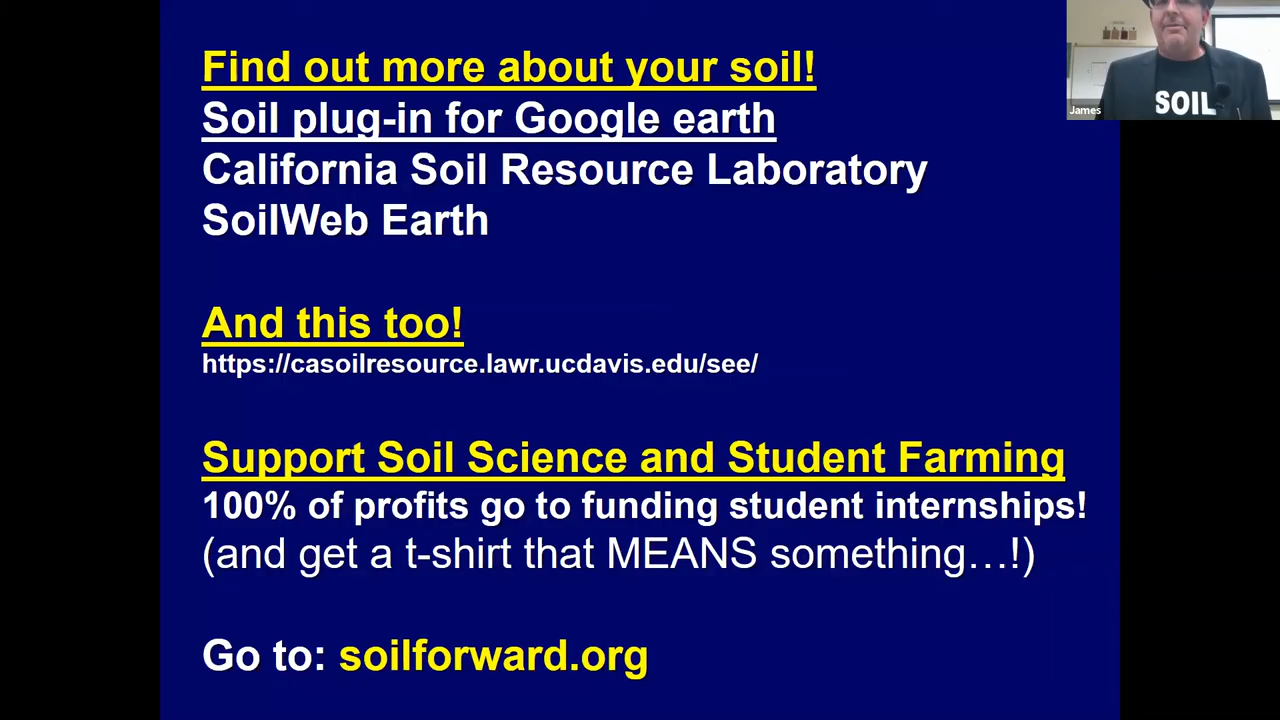 Find out more about your soil!
Soil plug-in for Google earth
California Soil Resource Laboratory
SoilWeb Earth
And this too!
https://casoilresource.lawr.ucdavis.edu/see/
Support Soil Science and Student Farming
100% of profits go to funding student internships!
(and get a t-shirt that MEANS something…!)
Go to: soilforward.org
SOIL
James